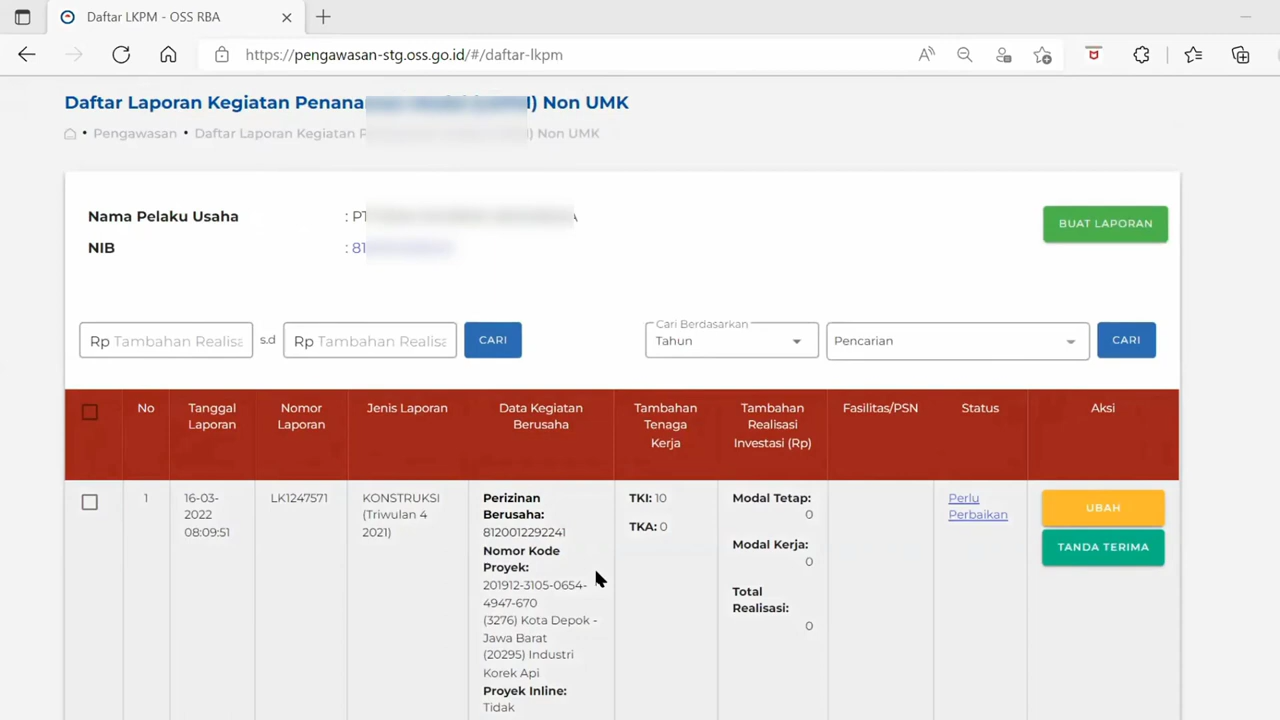 Daftar LKPM - OSS RBA
https://pengawasan-stg.oss.go.id/#/daftar-lkpm
Daftar Laporan Kegiatan Non UMK
Pengawasan • Daftar Laporan Kegiatan Non UMK
Nama Pelaku Usaha : PT
BUAT LAPORAN
NIB : 81
Rp Tambahan Realisa s.d Rp Tambahan Realisa CARI
Cari Berdasarkan
Tahun Pencarian CARI
No
Tanggal
Laporan
Nomor
Laporan
Jenis Laporan
Data Kegiatan
Berusaha
Tambahan
Tenaga
Kerja
Tambahan
Realisasi
Investasi (Rp)
Fasilitas/PSN
Status
Aksi
1
16-03-
2022
08:09:51
LK1247571
KONSTRUKSI
(Triwulan 4
2021)
Perizinan
Berusaha:
8120012292241
Nomor Kode
Proyek:
201912-3105-0654-
4947-670
(3276) Kota Depok -
Jawa Barat
(20295) Industri
Korek Api
Proyek Inline:
Tidak
TKI: 10
TKA: 0
Modal Tetap:
0
Modal Kerja:
0
Total
Realisasi:
0
Perlu
Perbaikan
UBAH
TANDA TERIMA